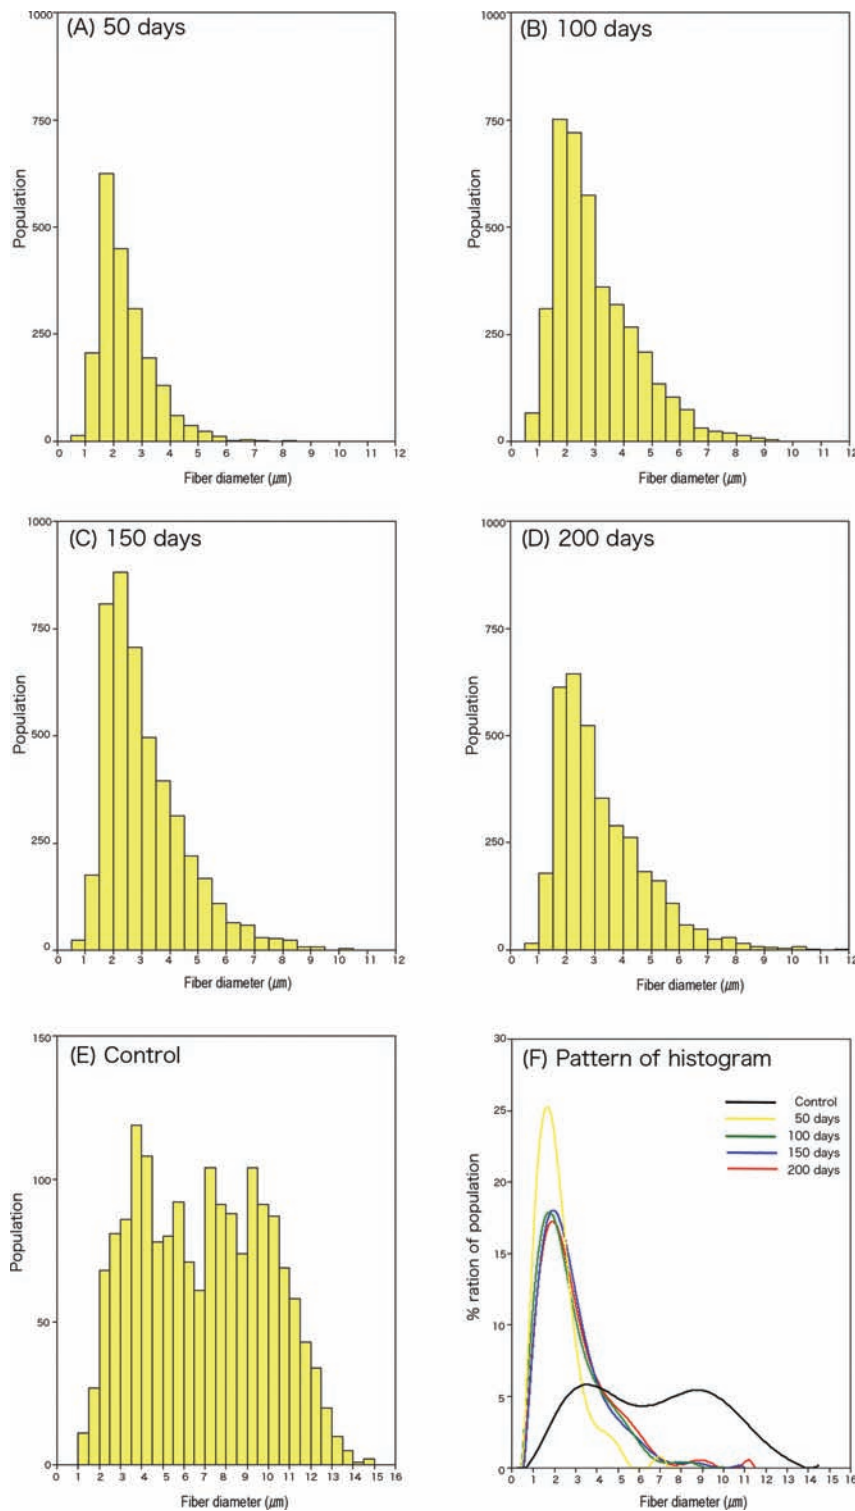 (A) 50 days
1000
750
500
250
0
Population
0 1 2 3 4 5 6 7 8 9 10 11 12
Fiber diameter (μm)
(B) 100 days
1000
750
500
250
0
Population
0 1 2 3 4 5 6 7 8 9 10 11 12
Fiber diameter (μm)
(C) 150 days
1000
750
500
250
0
Population
0 1 2 3 4 5 6 7 8 9 10 11 12
Fiber diameter (μm)
(D) 200 days
1000
750
500
250
0
Population
0 1 2 3 4 5 6 7 8 9 10 11 12
Fiber diameter (μm)
(E) Control
150
100
50
0
Population
0 1 2 3 4 5 6 7 8 9 10 11 12 13 14 15 16
Fiber diameter (μm)
(F) Pattern of histogram
30
25
20
15
10
5
0
% ration of population
Control
50 days
100 days
150 days
200 days
0 1 2 3 4 5 6 7 8 9 10 11 12 13 14 15 16
Fiber diameter (μm)